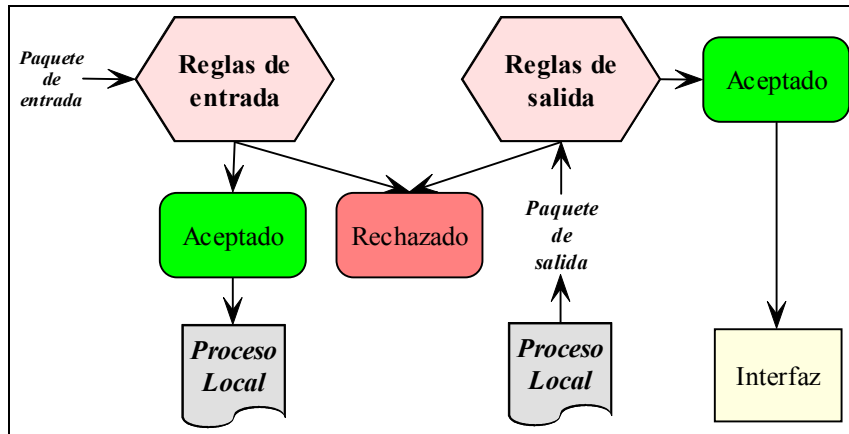 Paquete
de
entrada
Reglas de
entrada
Reglas de
salida
Aceptado
Aceptado
Rechazado
Paquete
de
salida
Proceso
Local
Proceso
Local
Interfaz